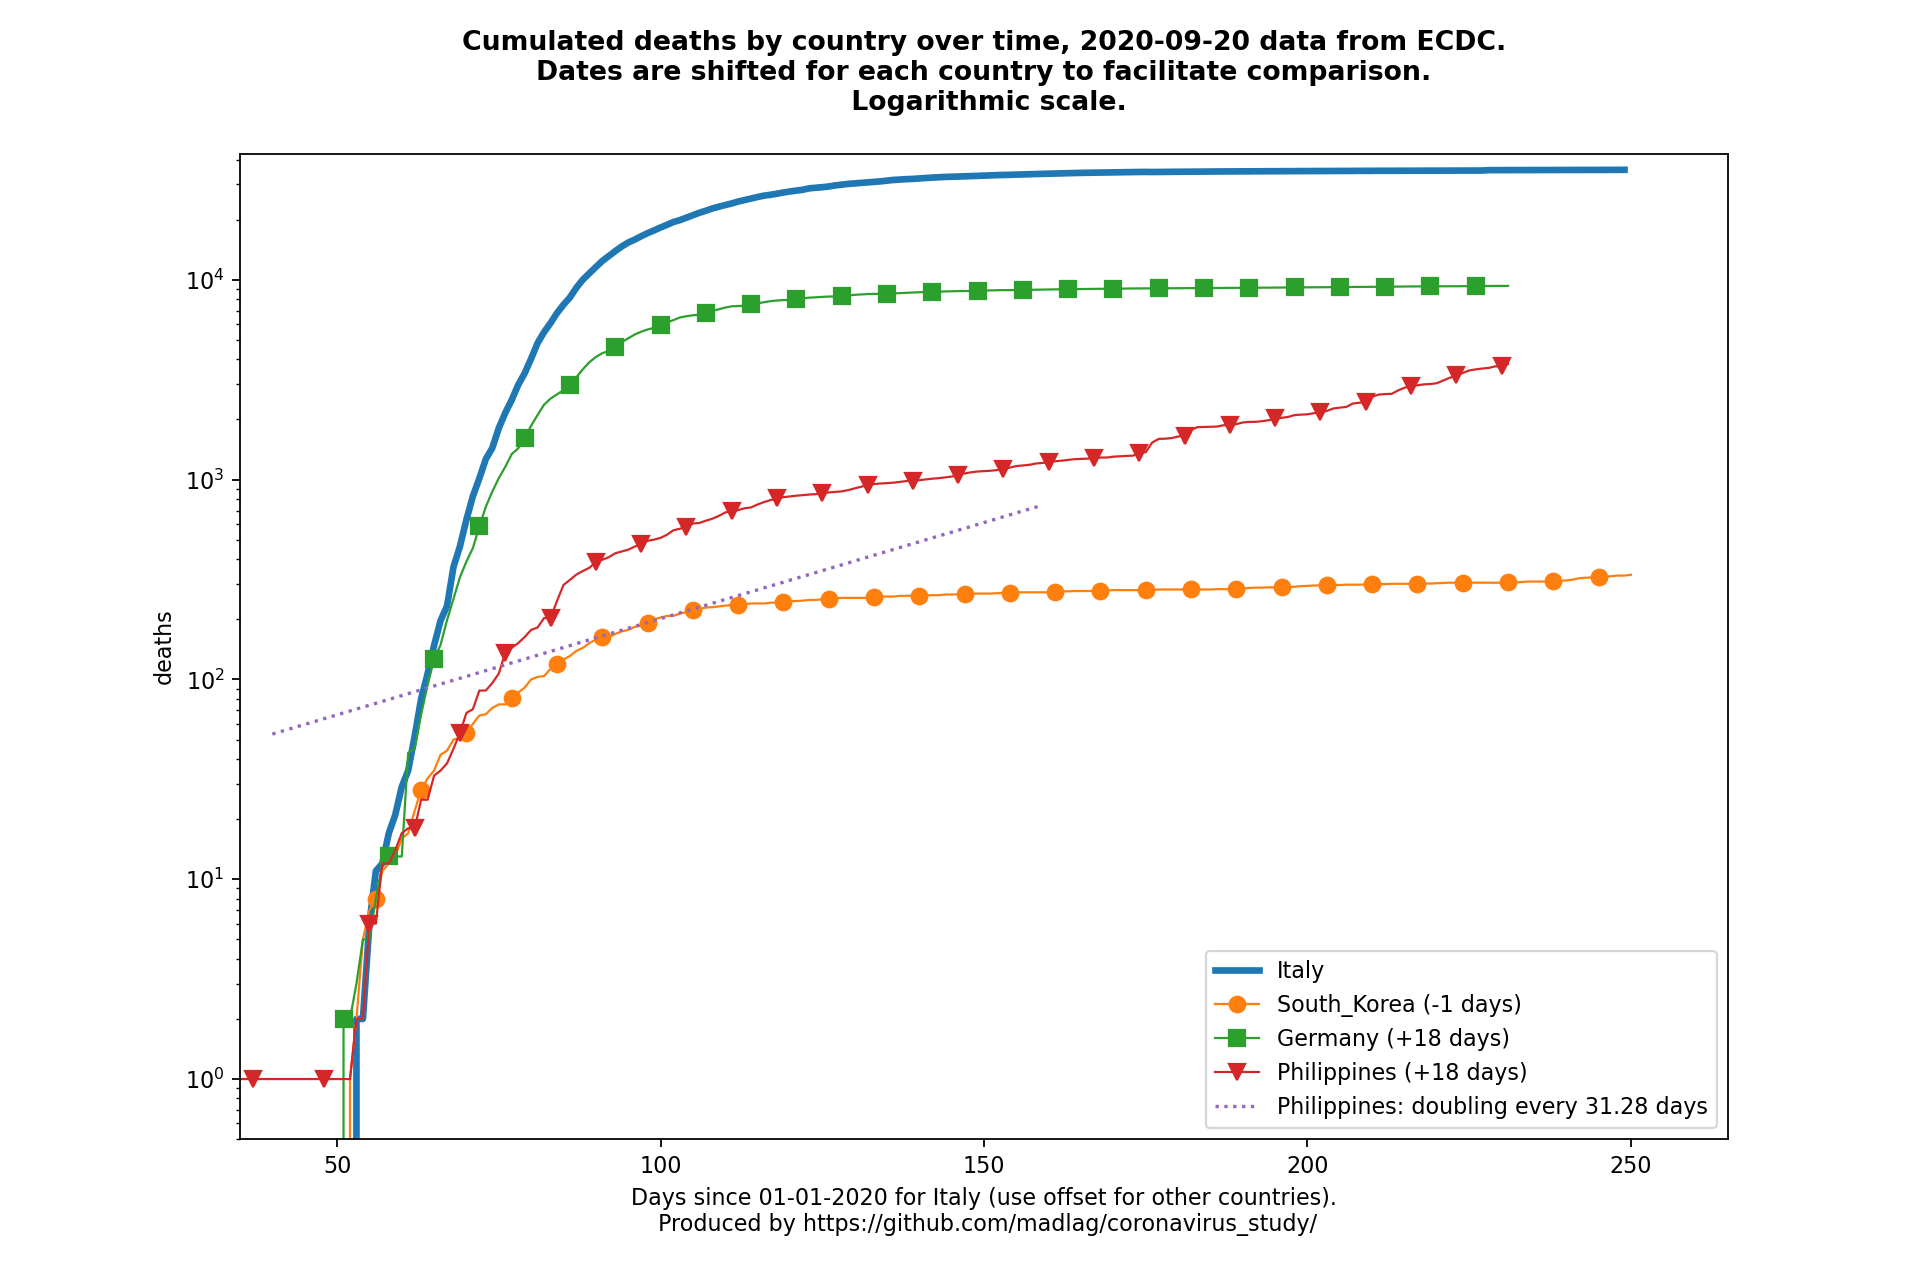 Cumulated deaths by country over time, 2020-09-20 data from ECDC.
Dates are shifted for each country to facilitate comparison.
Logarithmic scale.
deaths
10^4
10^3
10^2
10^1
10^0
50 100 150 200 250
Italy
South_Korea (-1 days)
Germany (+18 days)
Philippines (+18 days)
Philippines: doubling every 31.28 days
Days since 01-01-2020 for Italy (use offset for other countries).
Produced by https://github.com/madlag/coronavirus_study/